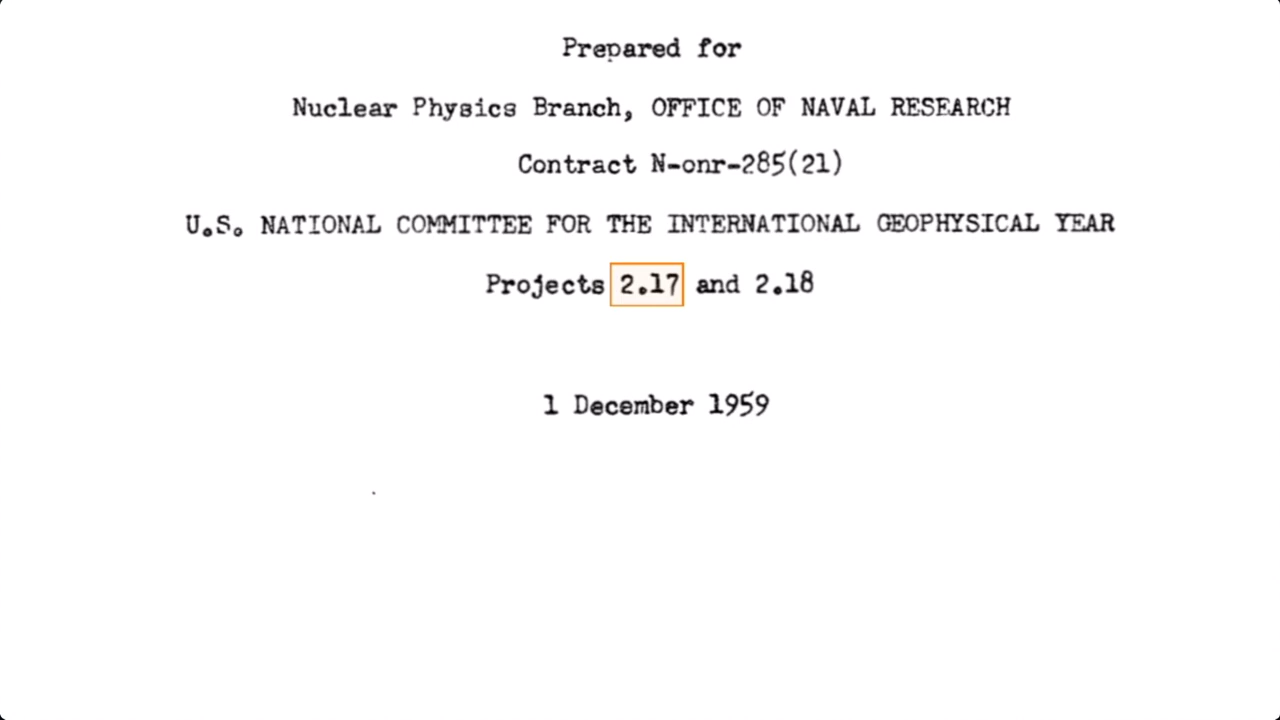 Prepared for
Nuclear Physics Branch, OFFICE OF NAVAL RESEARCH
Contract N-onr-285(21)
U.S. NATIONAL COMMITTEE FOR THE INTERNATIONAL GEOPHYSICAL YEAR
Projects 2.17 and 2.18
1 December 1959